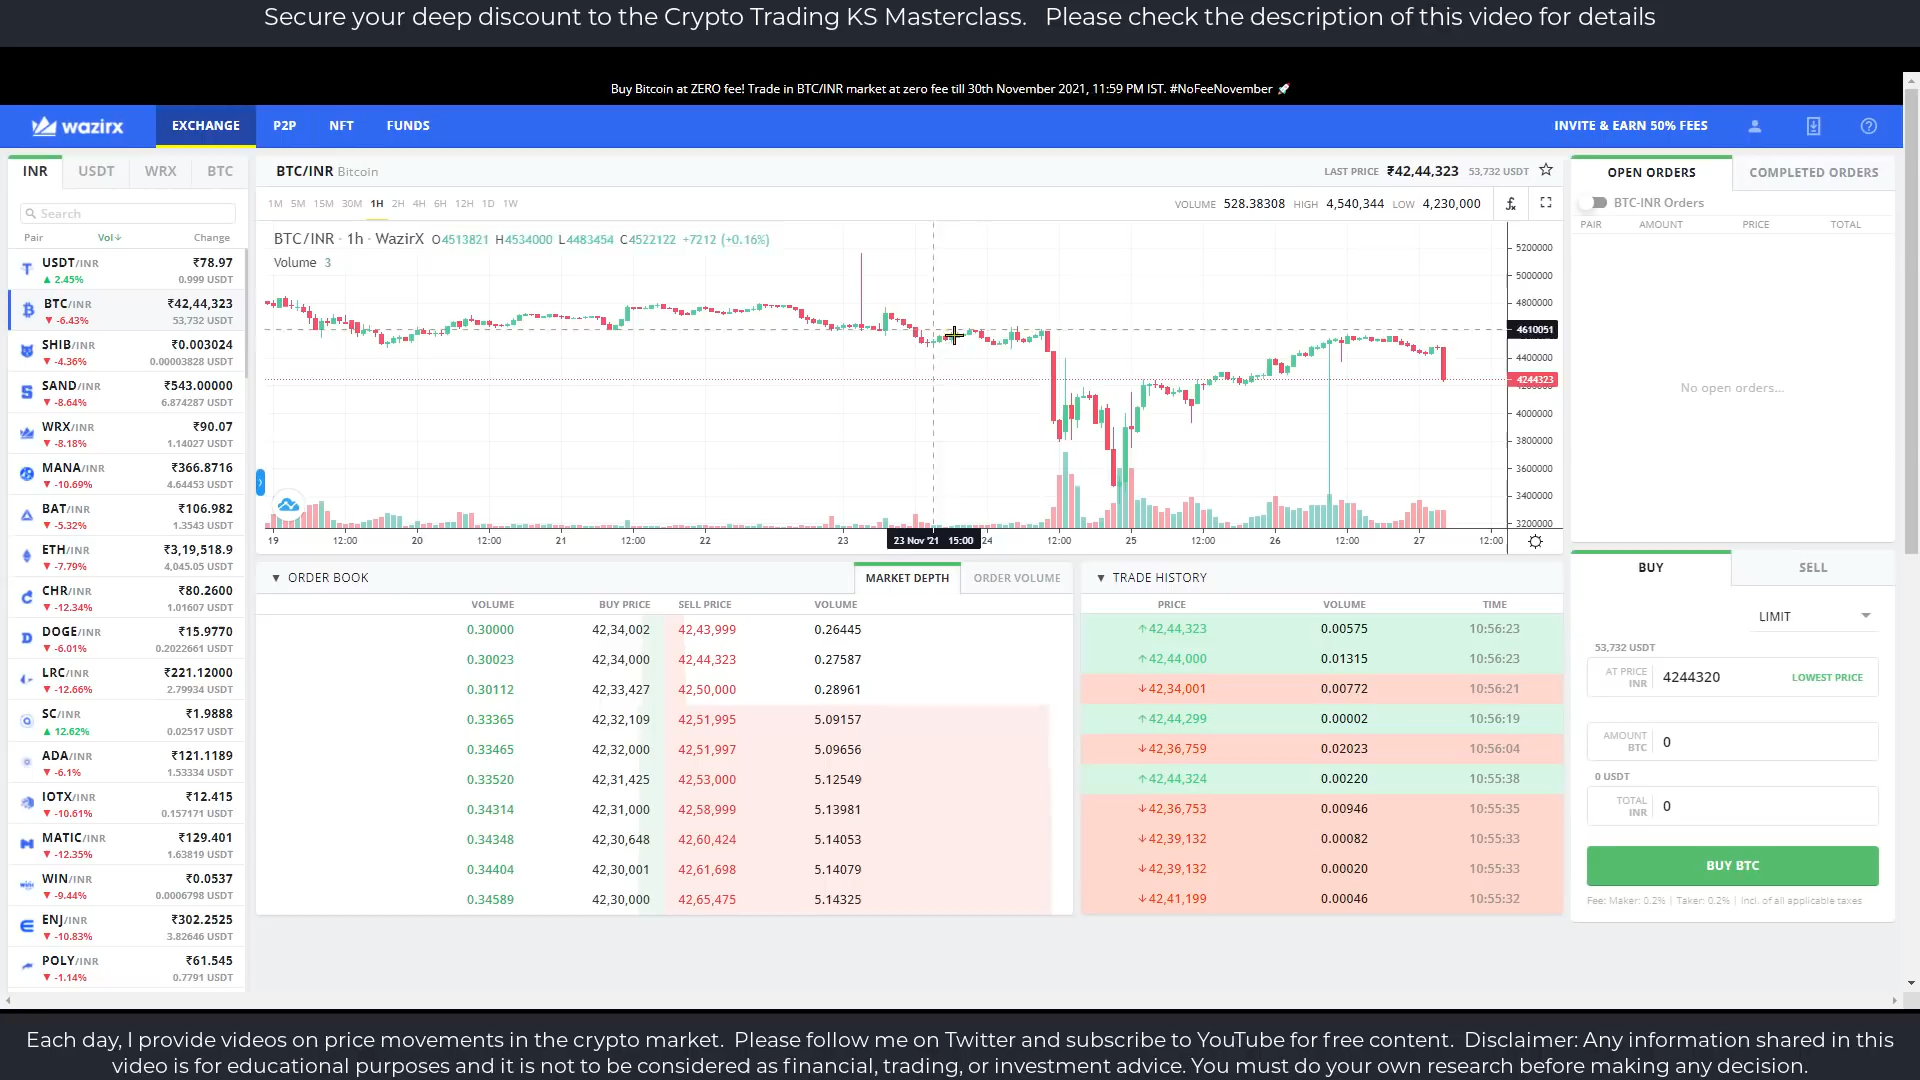 Secure your deep discount to the Crypto Trading KS Masterclass.   Please check the description of this video for details
Buy Bitcoin at ZERO fee! Trade in BTC/INR market at zero fee till 30th November 2021, 11:59 PM IST. #NoFeeNovember 🚀
wazirx EXCHANGE P2P NFT FUNDS INVITE & EARN 50% FEES
INR USDT WRX BTC
Search
Pair Vol↓ Change
USDT/INR ₹78.97
▲ 2.45% 0.999 USDT
BTC/INR ₹42,44,323
▼ -6.43% 53,732 USDT
SHIB/INR ₹0.003024
▼ -4.36% 0.00003828 USDT
SAND/INR ₹543.00000
▼ -8.64% 6.874287 USDT
WRX/INR ₹90.07
▼ -8.18% 1.14027 USDT
MANA/INR ₹366.8716
▼ -10.69% 4.64453 USDT
BAT/INR ₹106.982
▼ -5.32% 1.3543 USDT
ETH/INR ₹3,19,518.9
▼ -7.79% 4,045.05 USDT
CHR/INR ₹80.2600
▼ -12.34% 1.01607 USDT
DOGE/INR ₹15.9770
▼ -6.01% 0.2022661 USDT
LRC/INR ₹221.12000
▼ -12.66% 2.79934 USDT
SC/INR ₹1.9888
▲ 12.62% 0.02517 USDT
ADA/INR ₹121.1189
▼ -6.1% 1.53334 USDT
IOTX/INR ₹12.415
▼ -10.61% 0.157171 USDT
MATIC/INR ₹129.401
▼ -12.35% 1.63819 USDT
WIN/INR ₹0.0537
▼ -9.44% 0.0006798 USDT
ENJ/INR ₹302.2525
▼ -10.83% 3.82646 USDT
POLY/INR ₹61.545
▼ -1.14% 0.7791 USDT
BTC/INR Bitcoin LAST PRICE ₹42,44,323 53,732 USDT
1M 5M 15M 30M 1H 2H 4H 6H 12H 1D 1W VOLUME 528.38308 HIGH 4,540,344 LOW 4,230,000
BTC/INR · 1h · WazirX O4513821 H4534000 L4483454 C4522122 +7212 (+0.16%)
Volume 3
5200000
5000000
4800000
4610051
4400000
4244323
4000000
3800000
3600000
3400000
3200000
19 12:00 20 12:00 21 12:00 22 23 23 Nov '21 15:00 24 12:00 25 12:00 26 12:00 27 12:00
▼ ORDER BOOK MARKET DEPTH ORDER VOLUME
VOLUME BUY PRICE SELL PRICE VOLUME
0.30000 42,34,002 42,43,999 0.26445
0.30023 42,34,000 42,44,323 0.27587
0.30112 42,33,427 42,50,000 0.28961
0.33365 42,32,109 42,51,995 5.09157
0.33465 42,32,000 42,51,997 5.09656
0.33520 42,31,425 42,53,000 5.12549
0.34314 42,31,000 42,58,999 5.13981
0.34348 42,30,648 42,60,424 5.14053
0.34404 42,30,001 42,61,698 5.14079
0.34589 42,30,000 42,65,475 5.14325
▼ TRADE HISTORY
PRICE VOLUME TIME
↑42,44,323 0.00575 10:56:23
↑42,44,000 0.01315 10:56:23
↓42,34,001 0.00772 10:56:21
↑42,44,299 0.00002 10:56:19
↓42,36,759 0.02023 10:56:04
↑42,44,324 0.00220 10:55:38
↓42,36,753 0.00946 10:55:35
↓42,39,132 0.00082 10:55:33
↓42,39,132 0.00020 10:55:33
↓42,41,199 0.00046 10:55:32
OPEN ORDERS COMPLETED ORDERS
BTC-INR Orders
PAIR AMOUNT PRICE TOTAL
No open orders...
BUY SELL
LIMIT
53,732 USDT
AT PRICE INR 4244320 LOWEST PRICE
AMOUNT BTC 0
0 USDT
TOTAL INR 0
BUY BTC
Fee: Maker: 0.2% | Taker: 0.2% | Incl. of all applicable taxes
Each day, I provide videos on price movements in the crypto market.  Please follow me on Twitter and subscribe to YouTube for free content.  Disclaimer: Any information shared in this
video is for educational purposes and it is not to be considered as financial, trading, or investment advice. You must do your own research before making any decision.